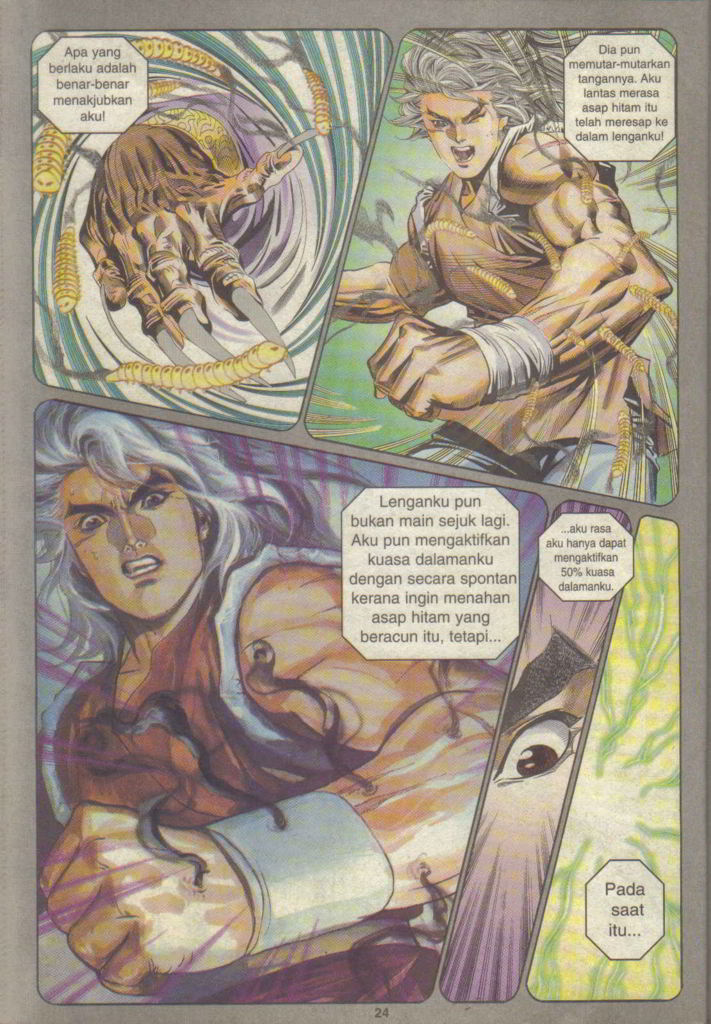 Apa yang
berlaku adalah
benar-benar
menakjubkan
aku!
Dia pun
memutar-mutarkan
tangannya. Aku
lantas merasa
asap hitam itu
telah meresap ke
dalam lenganku!
Lenganku pun
bukan main sejuk lagi.
Aku pun mengaktifkan
kuasa dalamanku
dengan secara spontan
kerana ingin menahan
asap hitam yang
beracun itu, tetapi...
...aku rasa
aku hanya dapat
mengaktifkan
50% kuasa
dalamanku.
Pada
saat
itu...
24